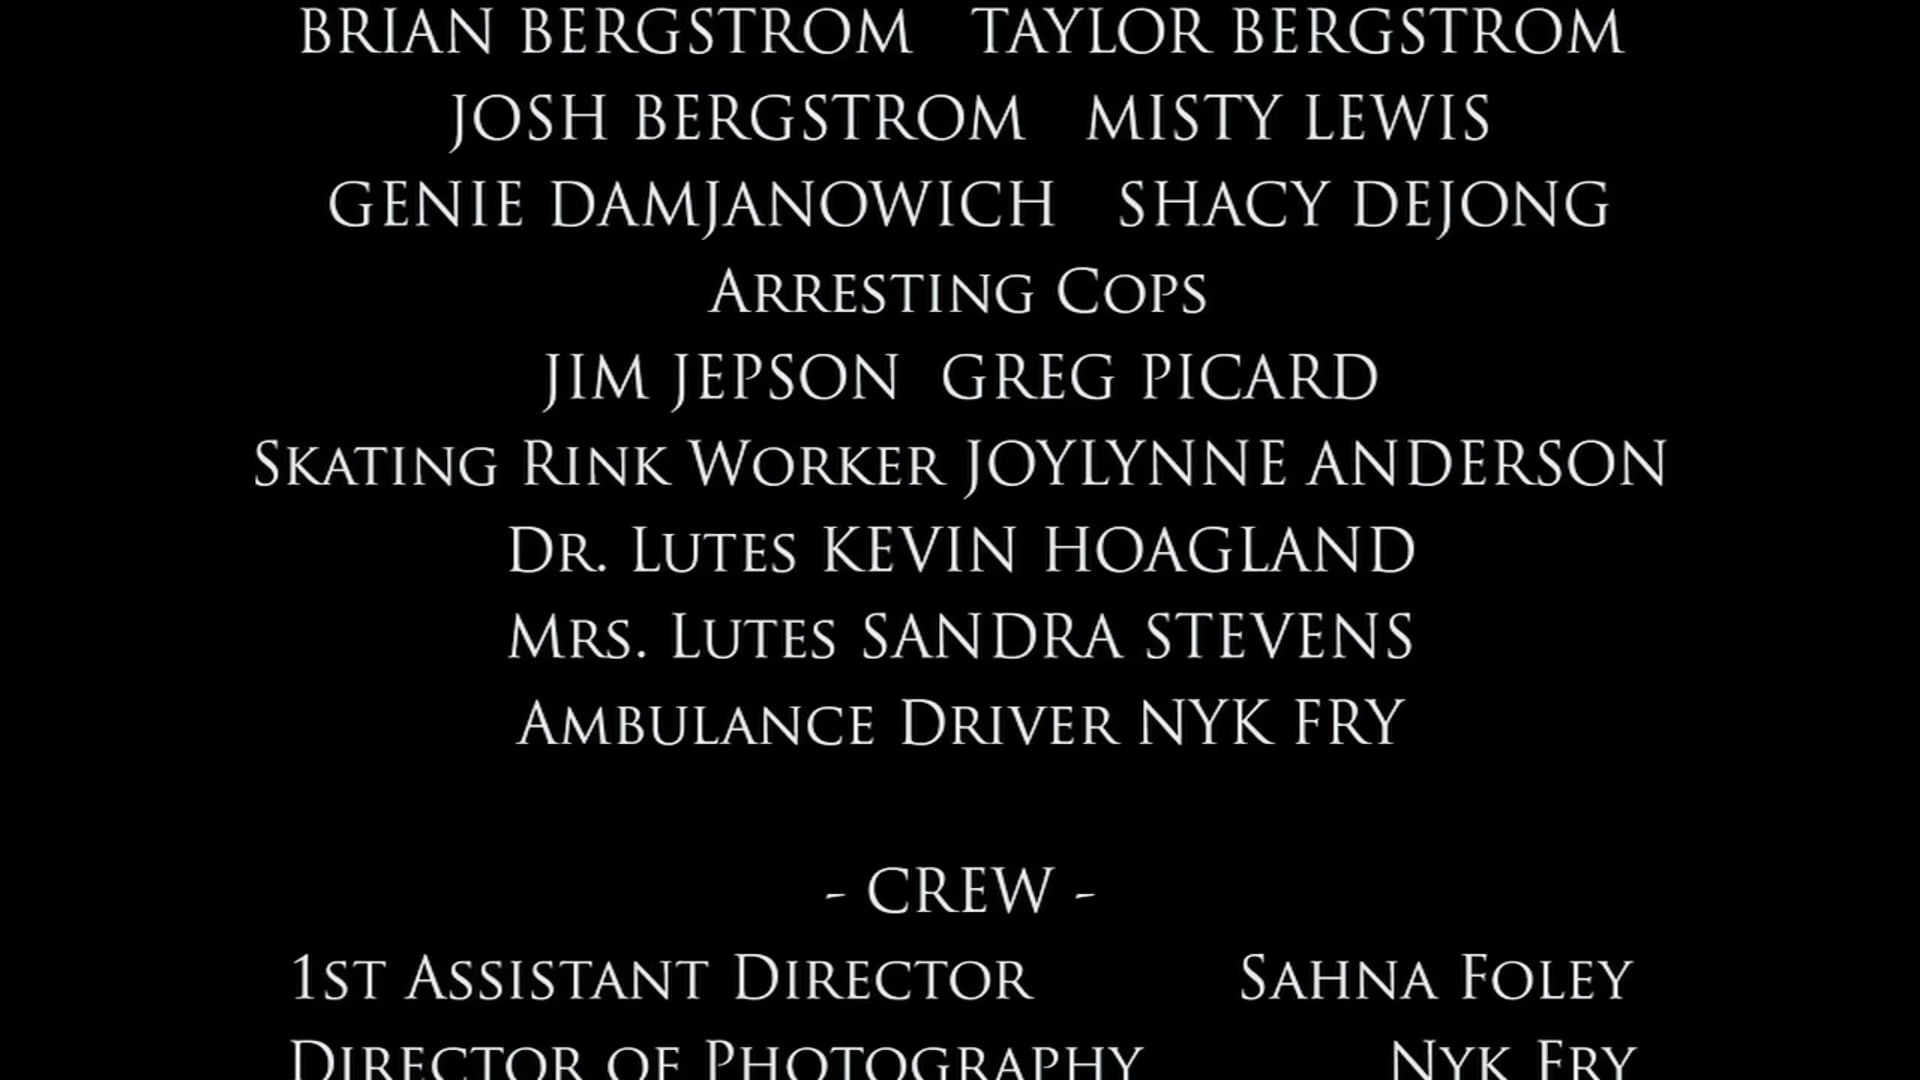 BRIAN BERGSTROM TAYLOR BERGSTROM
JOSH BERGSTROM MISTY LEWIS
GENIE DAMJANOWICH SHACY DEJONG
ARRESTING COPS
JIM JEPSON GREG PICARD
SKATING RINK WORKER JOYLYNNE ANDERSON
DR. LUTES KEVIN HOAGLAND
MRS. LUTES SANDRA STEVENS
AMBULANCE DRIVER NYK FRY
- CREW -
1ST ASSISTANT DIRECTOR SAHNA FOLEY
DIRECTOR OF PHOTOGRAPHY NYK FRY